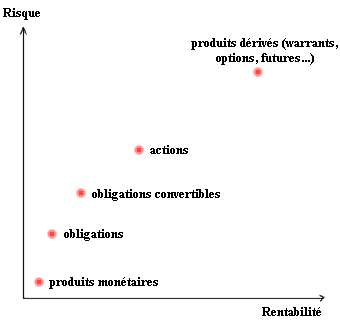 Risque
produits dérivés (warrants,
options, futures...)
actions
obligations convertibles
obligations
produits monétaires
Rentabilité